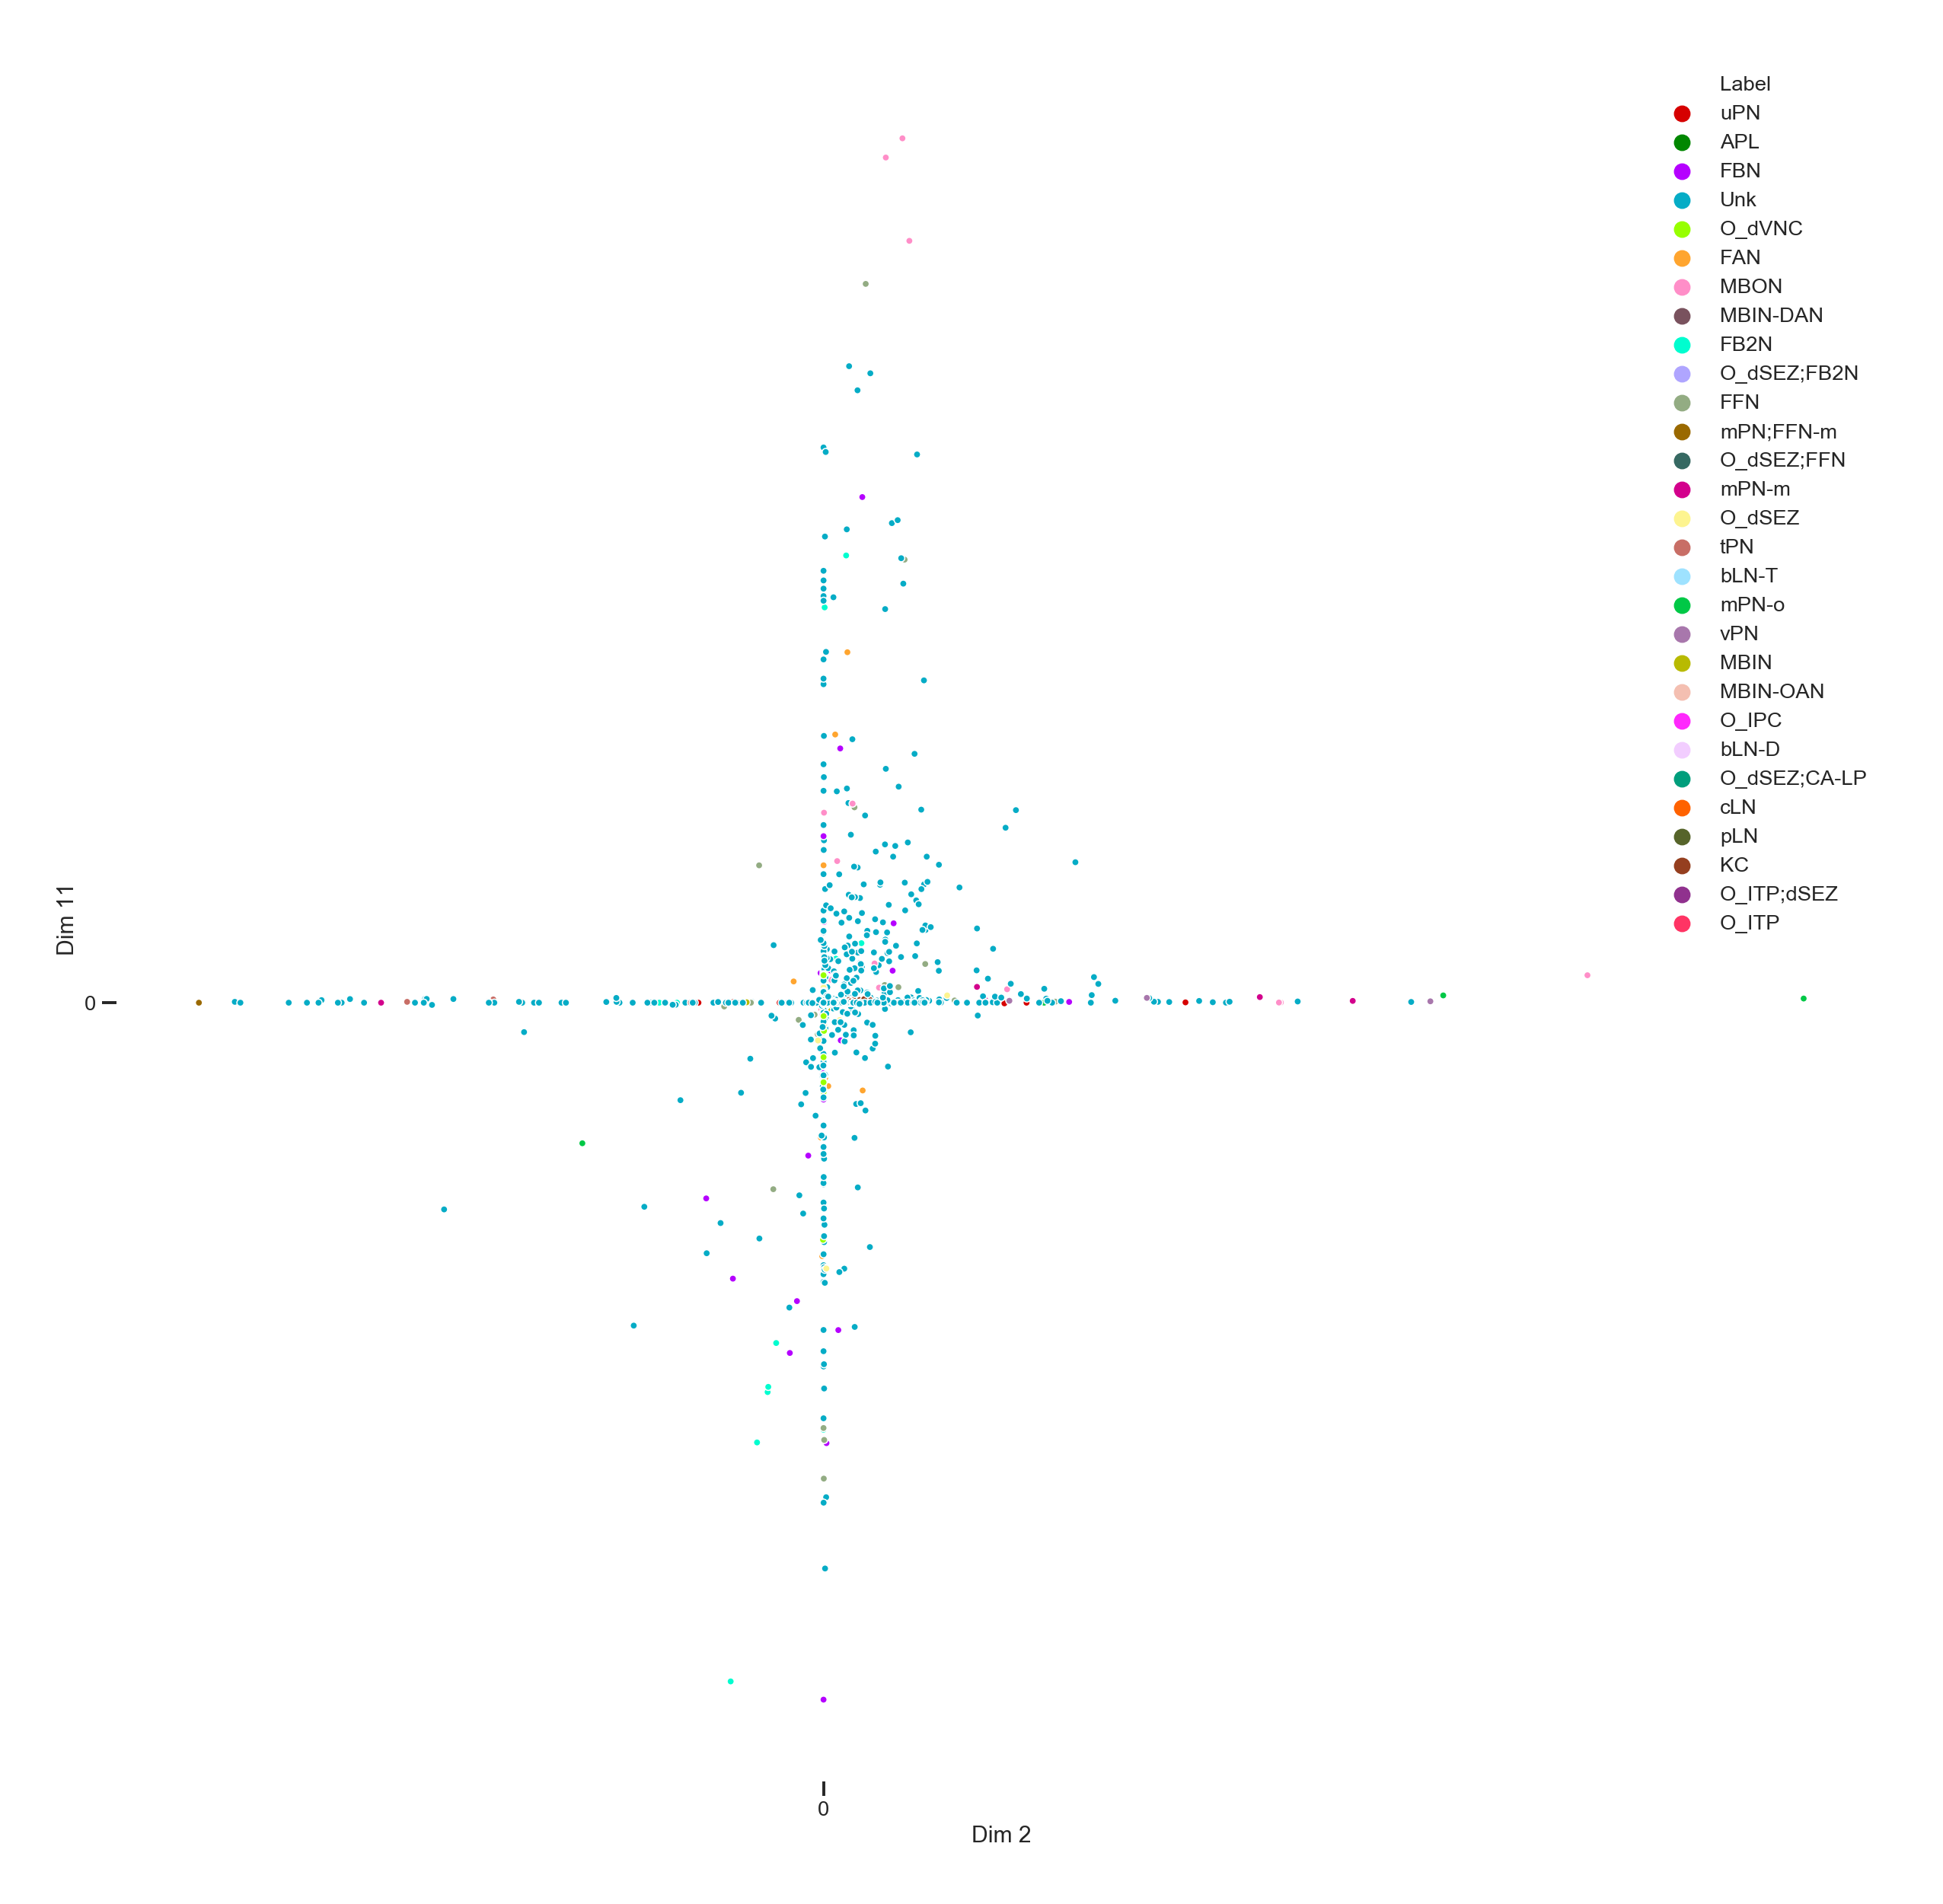 Label
uPN
APL
FBN
Unk
O_dVNC
FAN
MBON
MBIN-DAN
FB2N
O_dSEZ;FB2N
FFN
mPN;FFN-m
O_dSEZ;FFN
mPN-m
O_dSEZ
tPN
bLN-T
mPN-o
vPN
MBIN
MBIN-OAN
O_IPC
bLN-D
O_dSEZ;CA-LP
cLN
pLN
KC
O_ITP;dSEZ
O_ITP
Dim 11
0
0
Dim 2